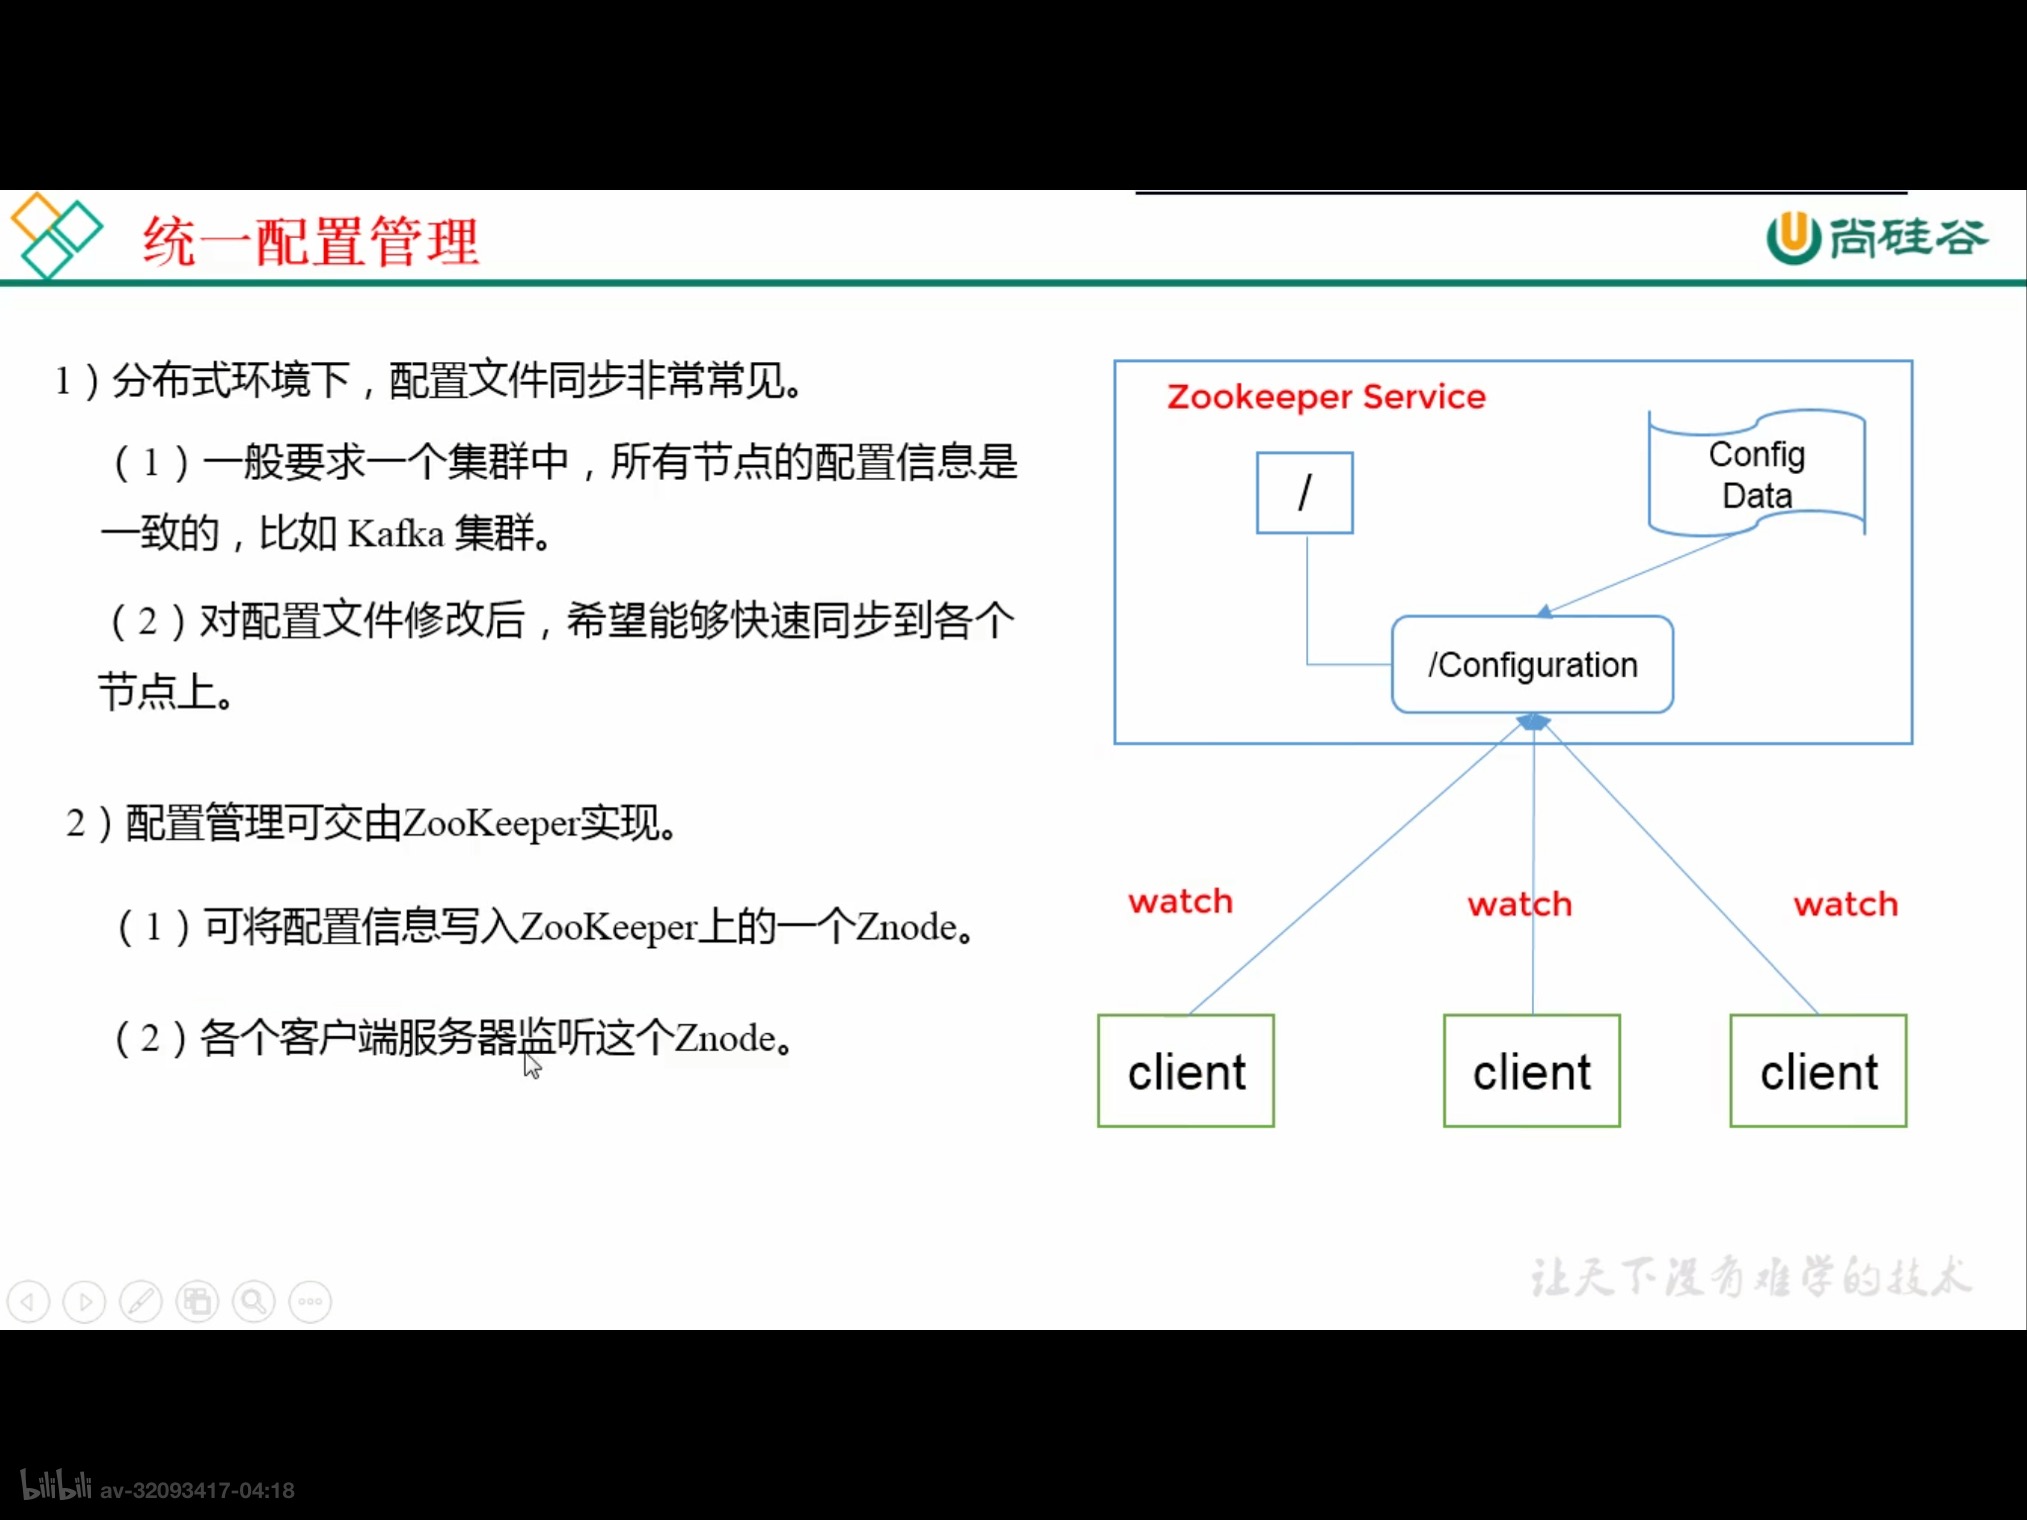 统一配置管理
尚硅谷
1）分布式环境下，配置文件同步非常常见。
（1）一般要求一个集群中，所有节点的配置信息是
一致的，比如 Kafka 集群。
（2）对配置文件修改后，希望能够快速同步到各个
节点上。
2）配置管理可交由ZooKeeper实现。
（1）可将配置信息写入ZooKeeper上的一个Znode。
（2）各个客户端服务器监听这个Znode。
Zookeeper Service
/
Config
Data
/Configuration
watch
watch
watch
client
client
client
让天下没有难学的技术
bilibili av-32093417-04:18